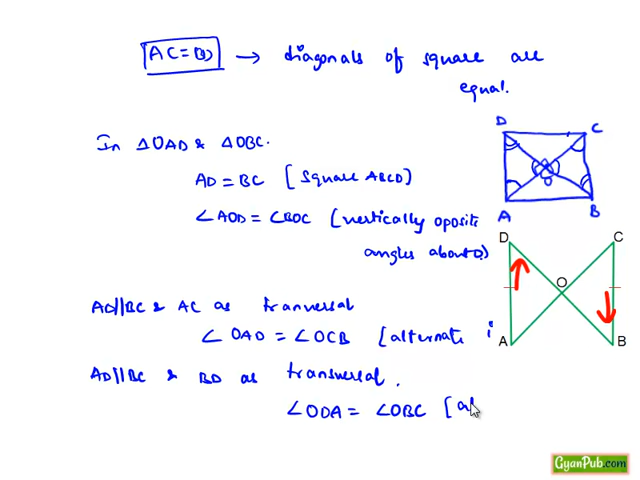 AC=BD → diagonals of square are
equal.
In △OAD & △OBC.
AD=BC [square ABCD)
∠AOD=∠BOC (vertically opposite
angles about O)
AD||BC & AC as tranversal
∠OAD=∠OCB [alternate i
AD||BC & BD as transversal.
∠ODA=∠OBC [al
D
C
O
A
B
D
C
O
A
B
GyanPub.com